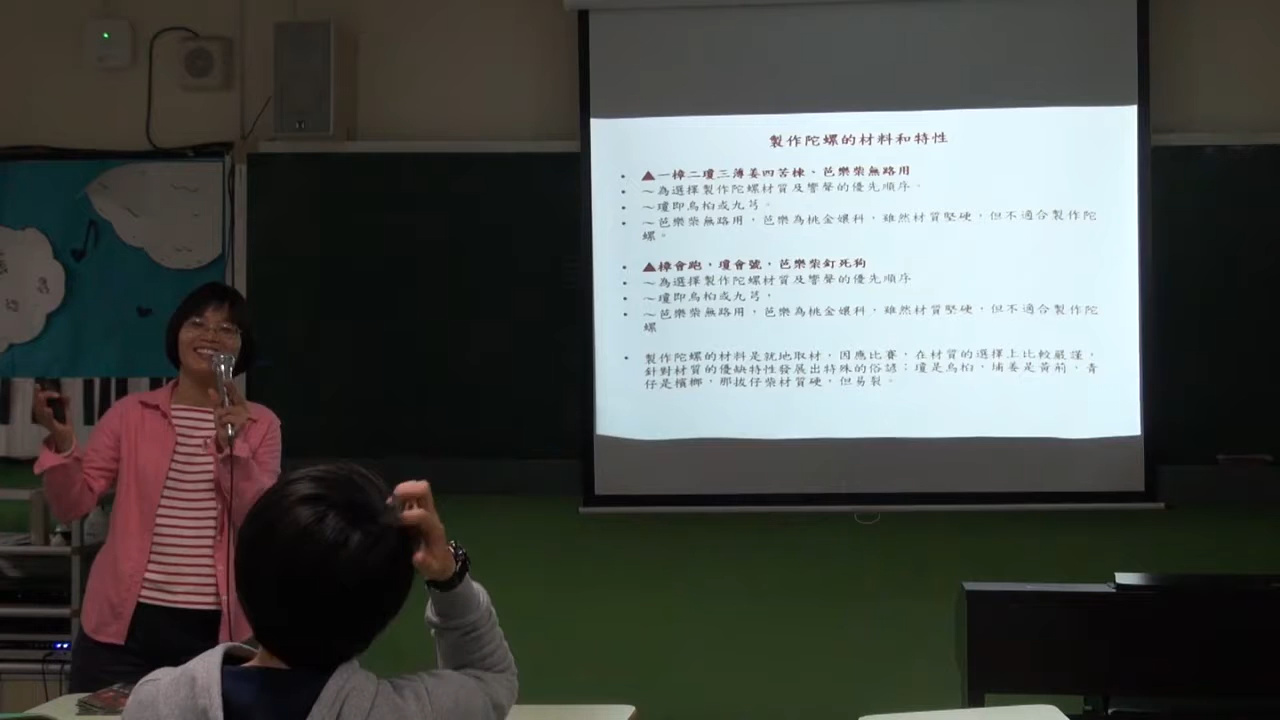 製作陀螺的材料和特性
▲一樟二瓊三薄姜四苦楝、芭樂柴無路用
～為選擇製作陀螺材質及響聲的優先順序。
～瓊即烏桕或九芎。
～芭樂柴無路用，芭樂為桃金孃科，雖然材質堅硬，但不適合製作陀
螺。
▲樟會跑、瓊會號，芭樂柴釘死狗
～為選擇製作陀螺材質及響聲的優先順序
～瓊即烏桕或九芎，
～芭樂柴無路用，芭樂為桃金孃科，雖然材質堅硬，但不適合製作陀
螺
製作陀螺的材料是就地取材，因應比賽，在材質的選擇上比較嚴謹，
針對材質的優缺特性發展出特殊的俗諺；瓊是烏桕，埔姜是黃荊、青
仔是檳榔，那拔仔柴材質硬，但易裂。